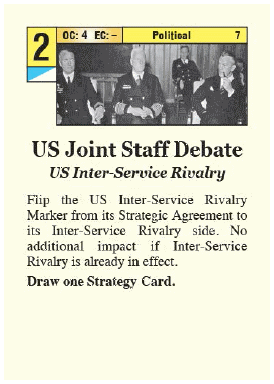 2 OC: 4 EC: – Political 7
US Joint Staff Debate
US Inter-Service Rivalry
Flip the US Inter-Service Rivalry
Marker from its Strategic Agreement to
its Inter-Service Rivalry side. No
additional impact if Inter-Service
Rivalry is already in effect.
Draw one Strategy Card.